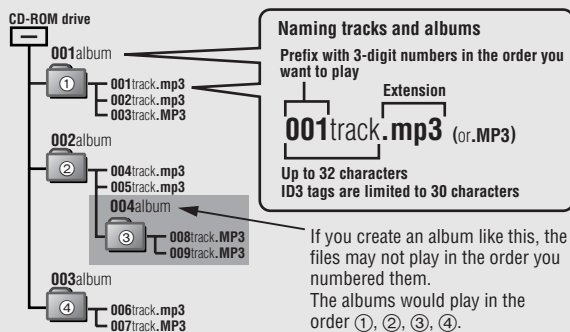 CD-ROM drive
001album
①
001track.mp3
002track.mp3
003track.MP3
002album
②
004track.mp3
005track.mp3
004album
③
008track.MP3
009track.MP3
003album
④
006track.mp3
007track.MP3
Naming tracks and albums
Prefix with 3-digit numbers in the order you
want to play
Extension
001track.mp3 (or.MP3)
Up to 32 characters
ID3 tags are limited to 30 characters
If you create an album like this, the
files may not play in the order you
numbered them.
The albums would play in the
order ①, ②, ③, ④.